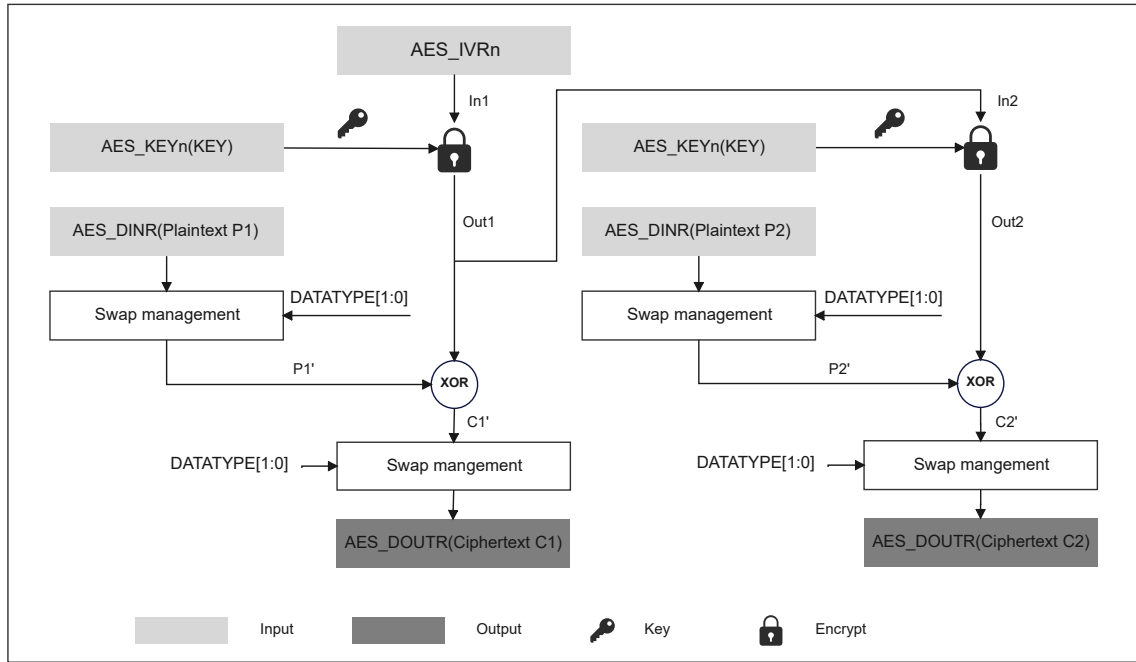 AES_IVRn
In1
In2
AES_KEYn(KEY)
AES_KEYn(KEY)
Out1
Out2
AES_DINR(Plaintext P1)
AES_DINR(Plaintext P2)
DATATYPE[1:0]
DATATYPE[1:0]
Swap management
Swap management
P1'
P2'
XOR
XOR
C1'
C2'
DATATYPE[1:0]
Swap mangement
DATATYPE[1:0]
Swap mangement
AES_DOUTR(Ciphertext C1)
AES_DOUTR(Ciphertext C2)
Input
Output
Key
Encrypt